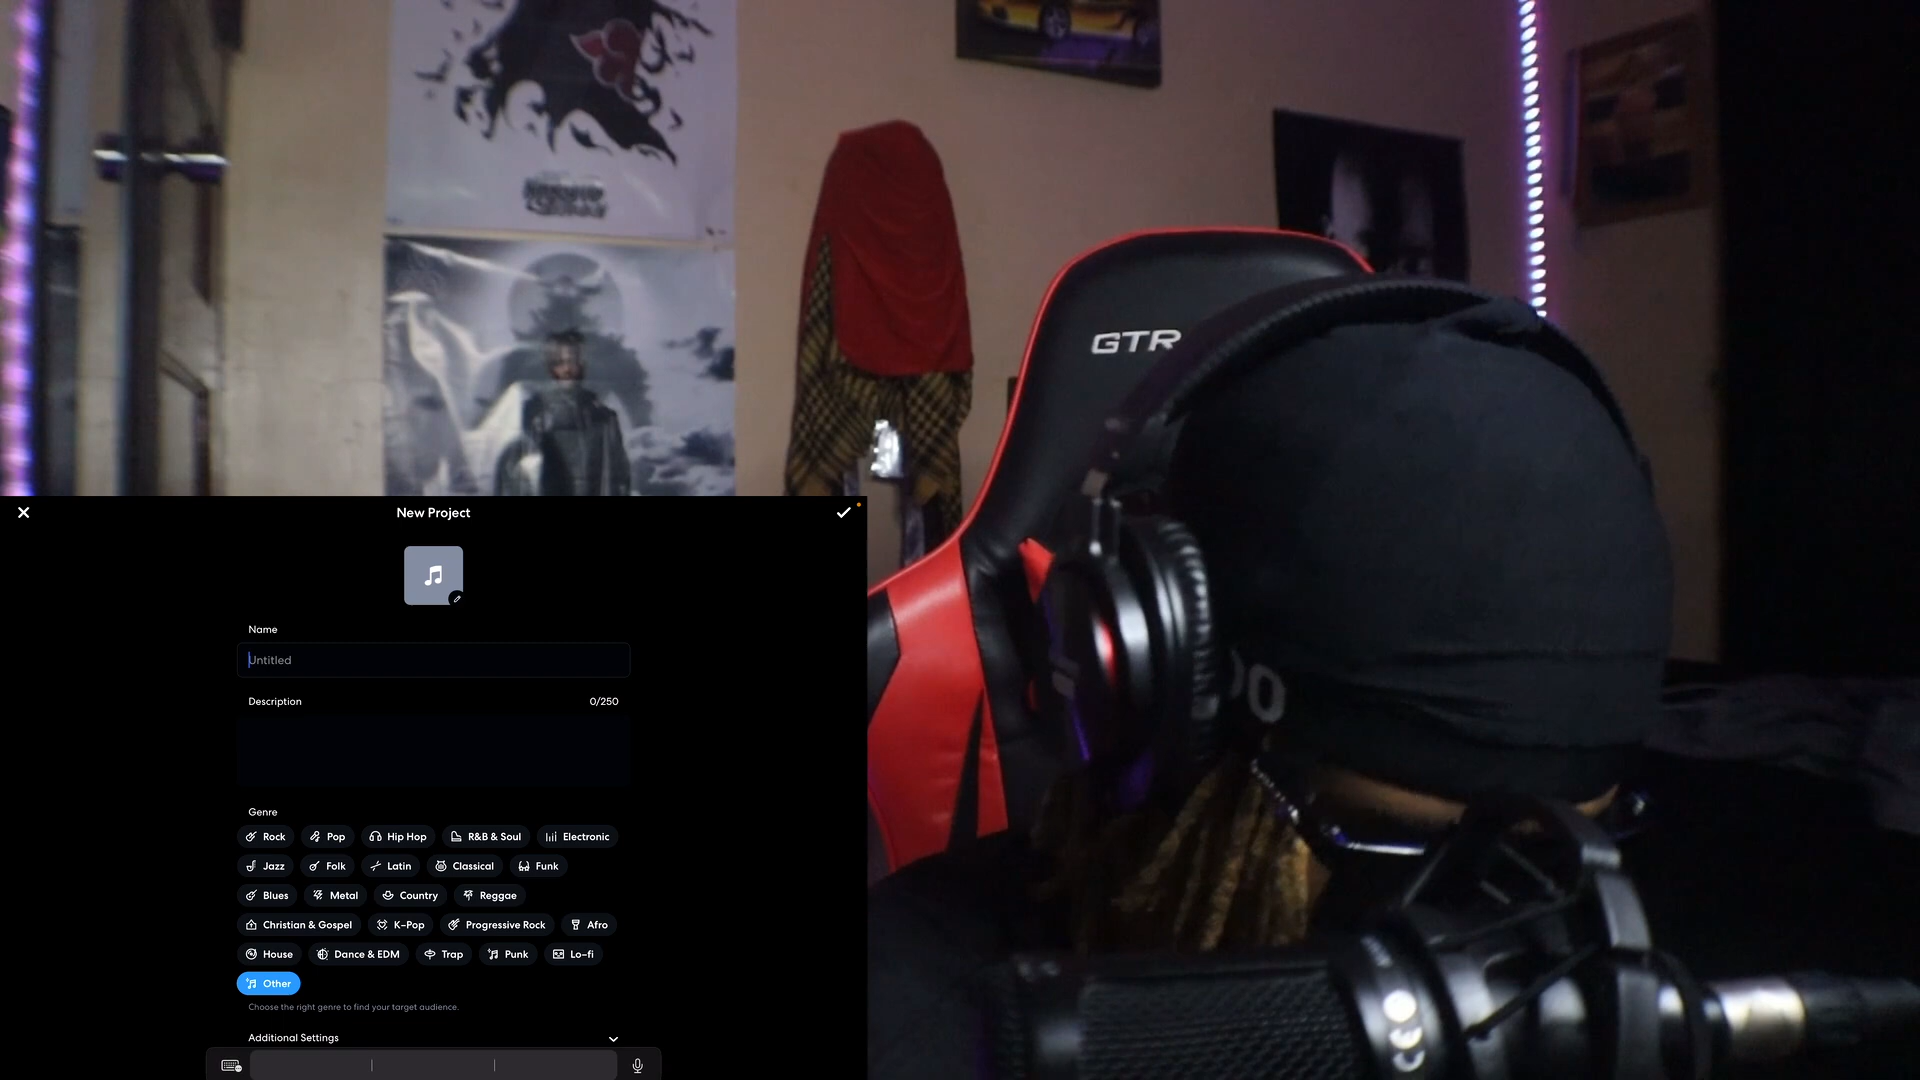 GTR
New Project
Name
Untitled
Description 0/250
Genre
Rock Pop Hip Hop R&B & Soul Electronic
Jazz Folk Latin Classical Funk
Blues Metal Country Reggae
Christian & Gospel K-Pop Progressive Rock Afro
House Dance & EDM Trap Punk Lo-fi
Other
Choose the right genre to find your target audience.
Additional Settings